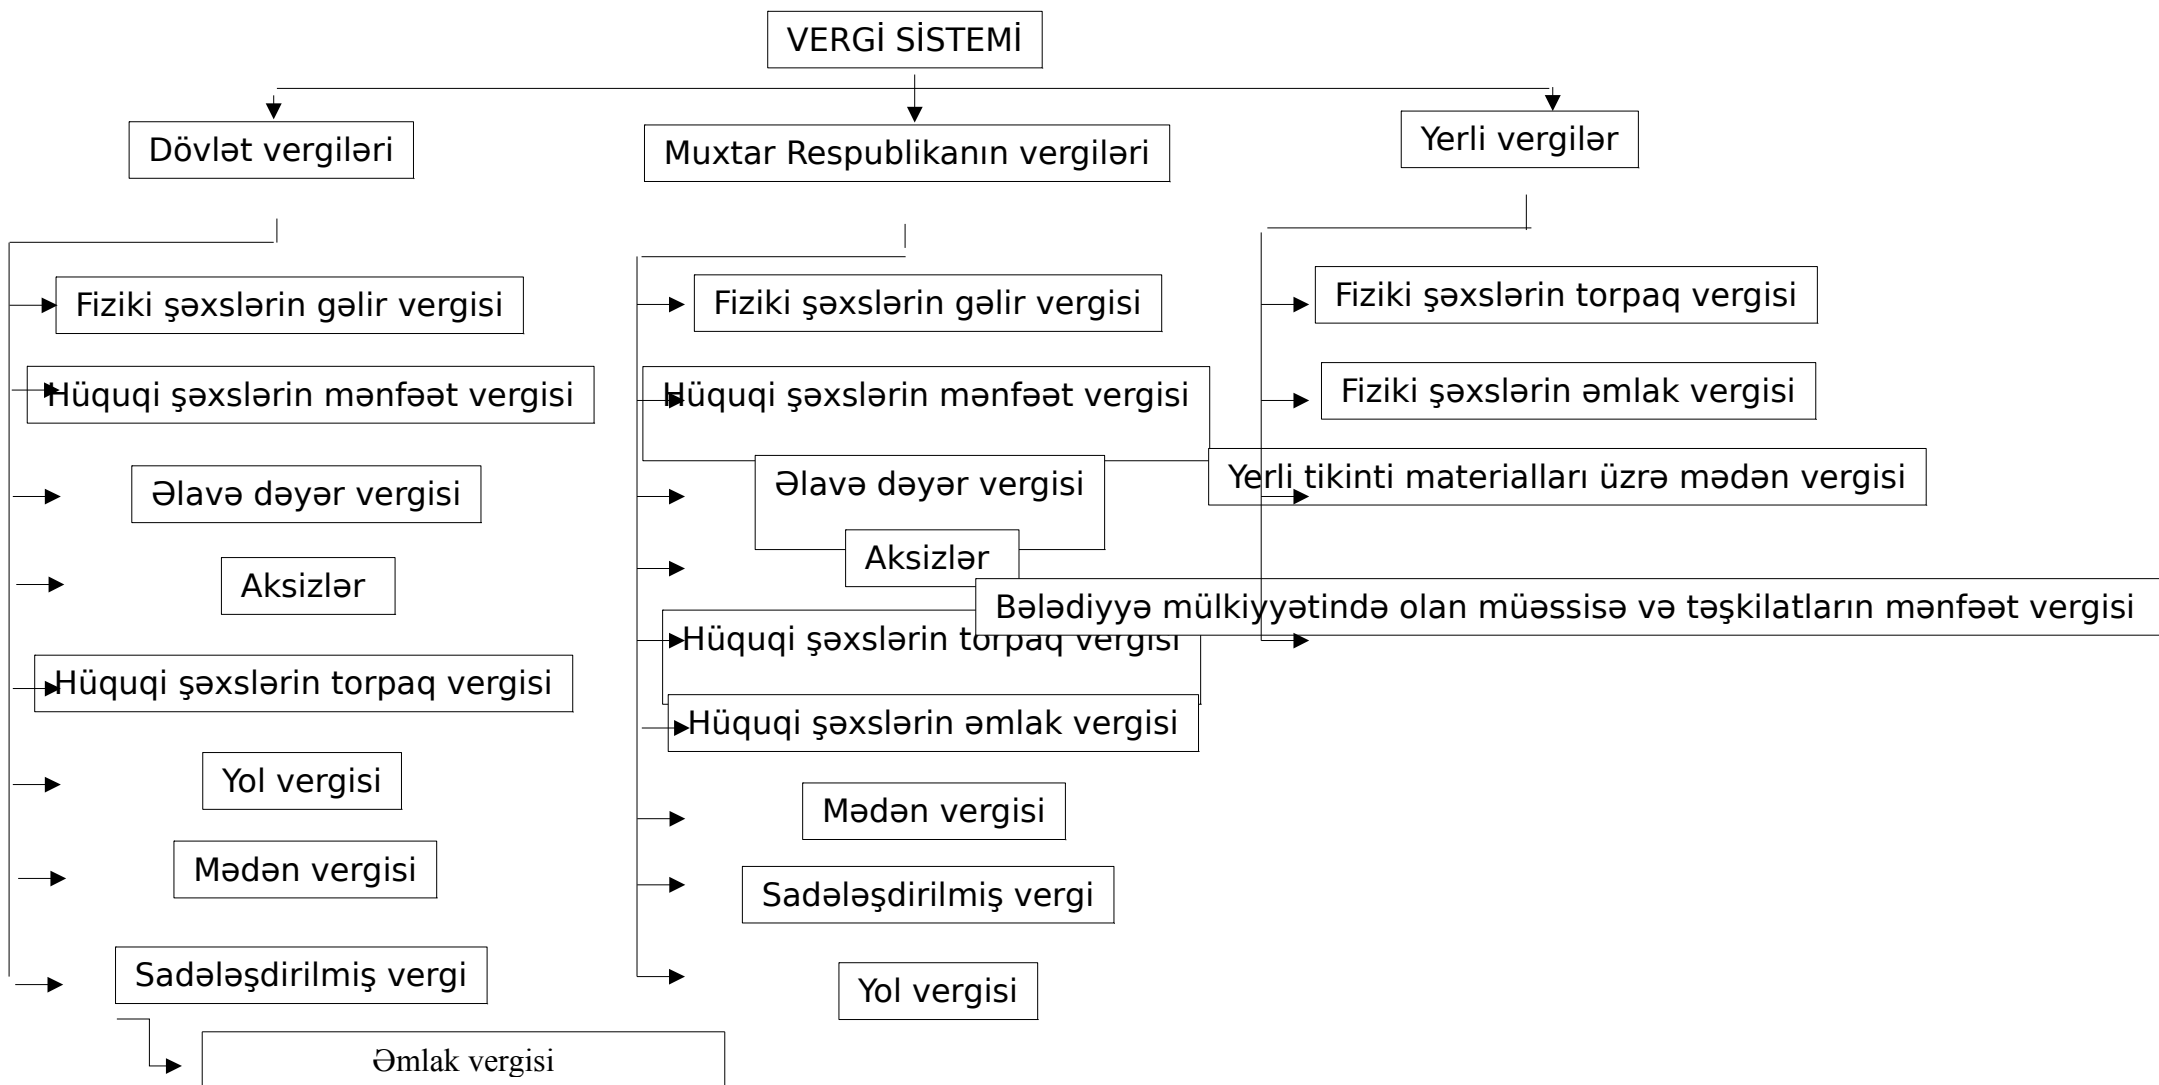 VERGİ SİSTEMİ
Dövlət vergiləri
Muxtar Respublikanın vergiləri
Yerli vergilər
Fiziki şəxslərin gəlir vergisi
Hüquqi şəxslərin mənfəət vergisi
Əlavə dəyər vergisi
Aksizlər
Hüquqi şəxslərin torpaq vergisi
Yol vergisi
Mədən vergisi
Sadələşdirilmiş vergi
Əmlak vergisi
Fiziki şəxslərin gəlir vergisi
Hüquqi şəxslərin mənfəət vergisi
Əlavə dəyər vergisi
Aksizlər
Hüquqi şəxslərin torpaq vergisi
Hüquqi şəxslərin əmlak vergisi
Mədən vergisi
Sadələşdirilmiş vergi
Yol vergisi
Fiziki şəxslərin torpaq vergisi
Fiziki şəxslərin əmlak vergisi
Yerli tikinti materialları üzrə mədən vergisi
Bələdiyyə mülkiyyətində olan müəssisə və təşkilatların mənfəət vergisi